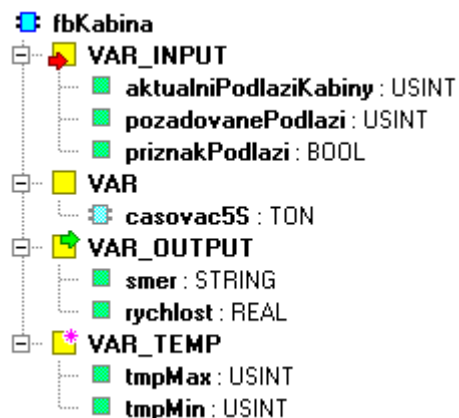 fbKabina
VAR_INPUT
aktualniPodlaziKabiny : USINT
pozadovanePodlazi : USINT
priznakPodlazi : BOOL
VAR
casovac5S : TON
VAR_OUTPUT
smer : STRING
rychlost : REAL
VAR_TEMP
tmpMax : USINT
tmpMin : USINT